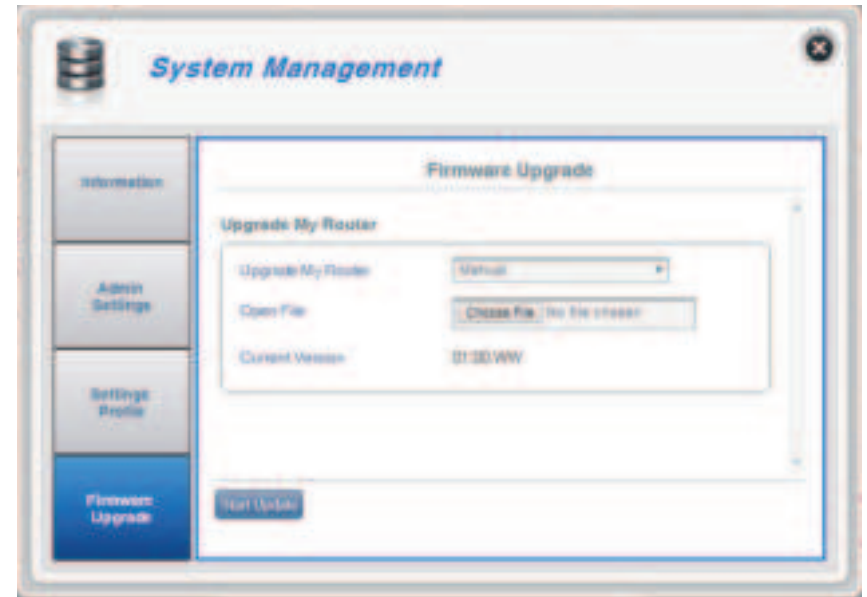 System Management
Information
Admin
Settings
Settings
Profile
Firmware
Upgrade
Firmware Upgrade
Upgrade My Router
Upgrade My Router
Manual
Open File
Choose File No file chosen
Current Version
01:00:WW
Start Update